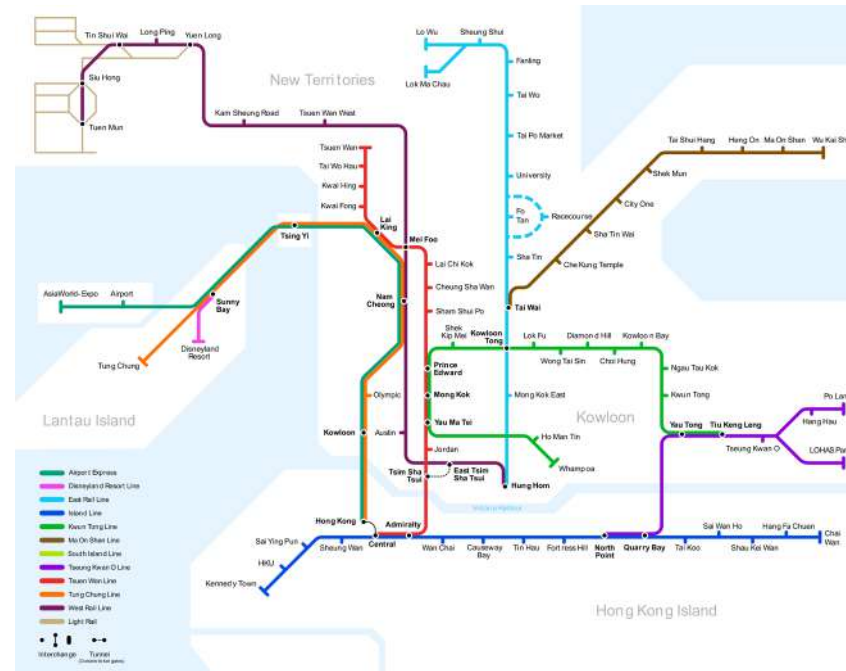 Tin Shui Wai
Long Ping
Yuen Long
Lo Wu
Sheung Shui
Lok Ma Chau
Fanling
Siu Hong
New Territories
Tai Wo
Tuen Mun
Kam Sheung Road
Tsuen Wan West
Tai Po Market
Tsuen Wan
Tai Wo Hau
Kwai Hing
Kwai Fong
Tai Shui Hang
Heng On
Ma On Shan
Wu Kai Sh
University
Shek Mun
Fo
Tan
Racecourse
City One
Lai
King
Sha Tin Wai
Tsing Yi
Mei Foo
Sha Tin
Che Kung Temple
Lai Chi Kok
AsiaWorld-Expo
Airport
Sunny
Bay
Nam
Cheong
Cheung Sha Wan
Tai Wai
Sham Shui Po
Disneyland
Resort
Shek
Kip Mei
Kowloon
Tong
Lok Fu
Diamond Hill
Kowloon Bay
Wong Tai Sin
Choi Hung
Tung Chung
Prince
Edward
Ngau Tau Kok
Olympic
Mong Kok
Mong Kok East
Kwun Tong
Lantau Island
Kowloon
Po Lam
Hang Hau
Kowloon
Austin
Yau Ma Tei
Yau Tong
Tiu Keng Leng
Ho Man Tin
Tseung Kwan O
Jordan
LOHAS Par
Tsim Sha
Tsui
East Tsim
Sha Tsui
Whampoa
Hung Hom
Victoria Harbour
Hong Kong
Admiralty
Central
Sai Ying Pun
HKU
Kennedy Town
Sheung Wan
Wan Chai
Causeway
Bay
Tin Hau
Fortress Hill
North
Point
Quarry Bay
Tai Koo
Sai Wan Ho
Shau Kei Wan
Hang Fa Chuen
Chai
Wan
Hong Kong Island
Airport Express
Disneyland Resort Line
East Rail Line
Island Line
Kwun Tong Line
Ma On Shan Line
South Island Line
Tseung Kwan O Line
Tsuen Wan Line
Tung Chung Line
West Rail Line
Light Rail
Interchange
Tunnel